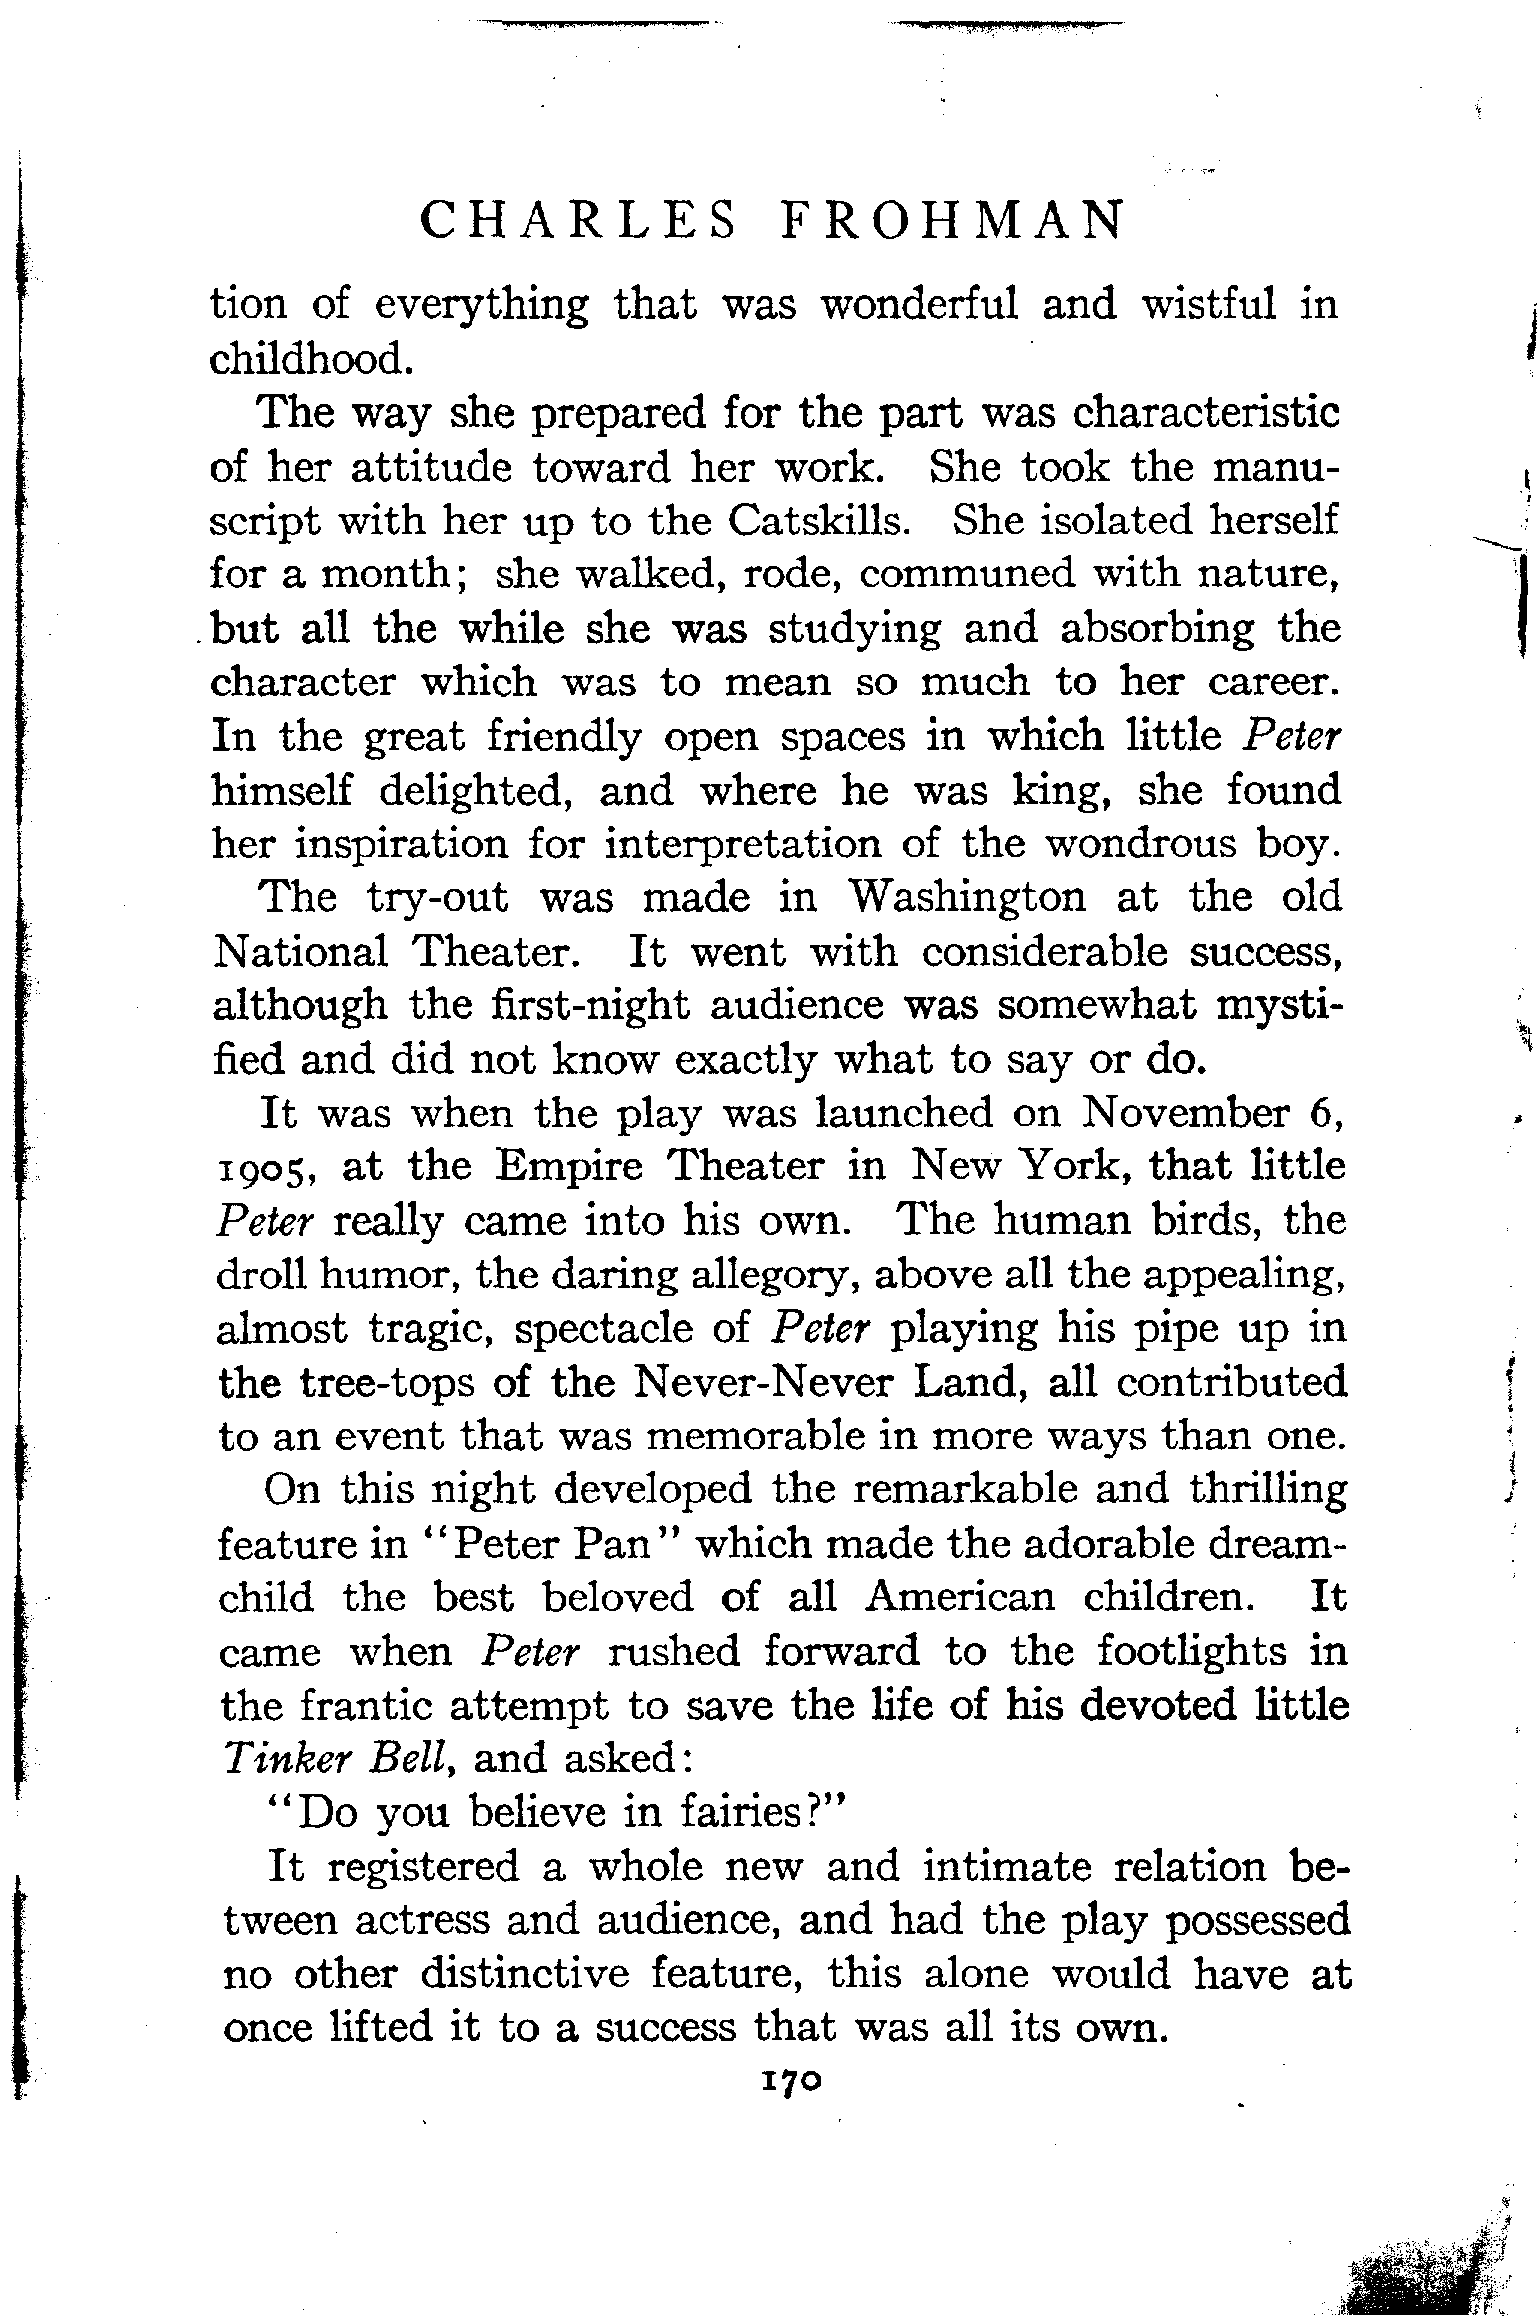 CHARLES FROHMAN
tion of everything that was wonderful and wistful in
childhood.
The way she prepared for the part was characteristic
of her attitude toward her work. She took the manu-
script with her up to the Catskills. She isolated herself
for a month; she walked, rode, communed with nature,
but all the while she was studying and absorbing the
character which was to mean so much to her career.
In the great friendly open spaces in which little Peter
himself delighted, and where he was king, she found
her inspiration for interpretation of the wondrous boy.
The try-out was made in Washington at the old
National Theater. It went with considerable success,
although the first-night audience was somewhat mysti-
fied and did not know exactly what to say or do.
It was when the play was launched on November 6,
1905, at the Empire Theater in New York, that little
Peter really came into his own. The human birds, the
droll humor, the daring allegory, above all the appealing,
almost tragic, spectacle of Peter playing his pipe up in
the tree-tops of the Never-Never Land, all contributed
to an event that was memorable in more ways than one.
On this night developed the remarkable and thrilling
feature in "Peter Pan" which made the adorable dream-
child the best beloved of all American children. It
came when Peter rushed forward to the footlights in
the frantic attempt to save the life of his devoted little
Tinker Bell, and asked:
"Do you believe in fairies?"
It registered a whole new and intimate relation be-
tween actress and audience, and had the play possessed
no other distinctive feature, this alone would have at
once lifted it to a success that was all its own.
170